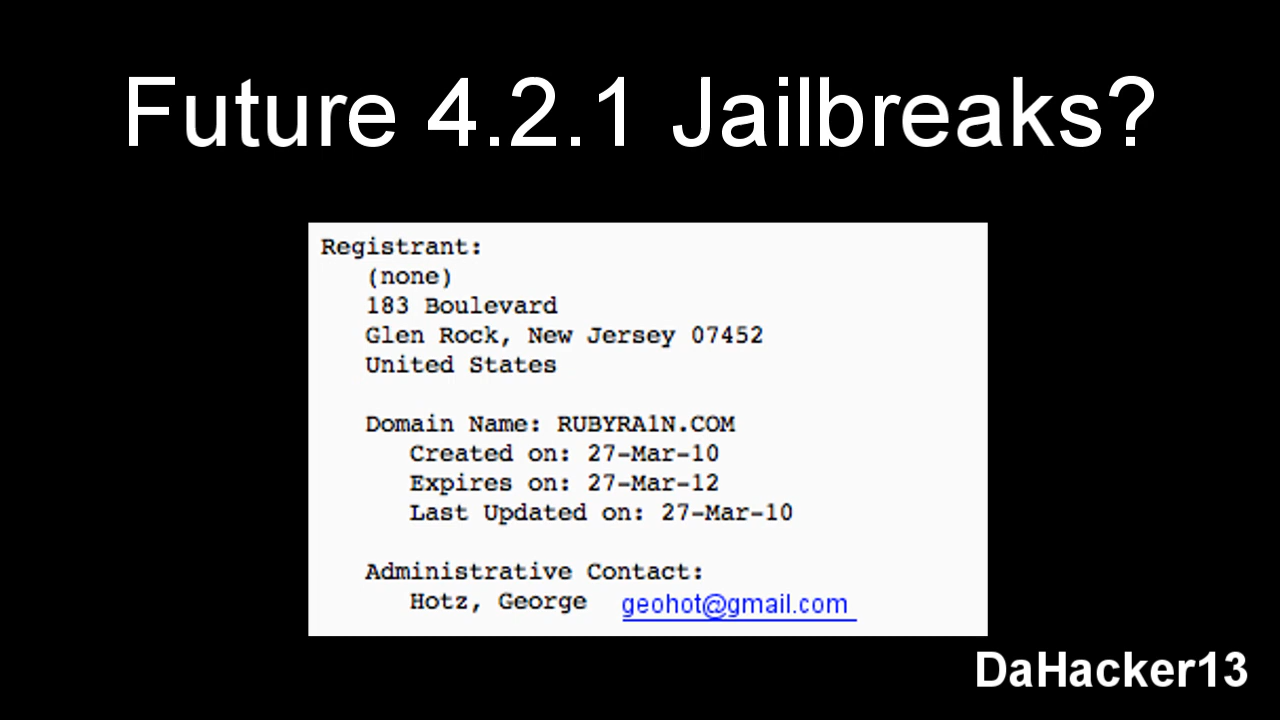 Future 4.2.1 Jailbreaks?
Registrant:
(none)
183 Boulevard
Glen Rock, New Jersey 07452
United States
Domain Name: RUBYRA1N.COM
Created on: 27-Mar-10
Expires on: 27-Mar-12
Last Updated on: 27-Mar-10
Administrative Contact:
Hotz, George geohot@gmail.com
DaHacker13